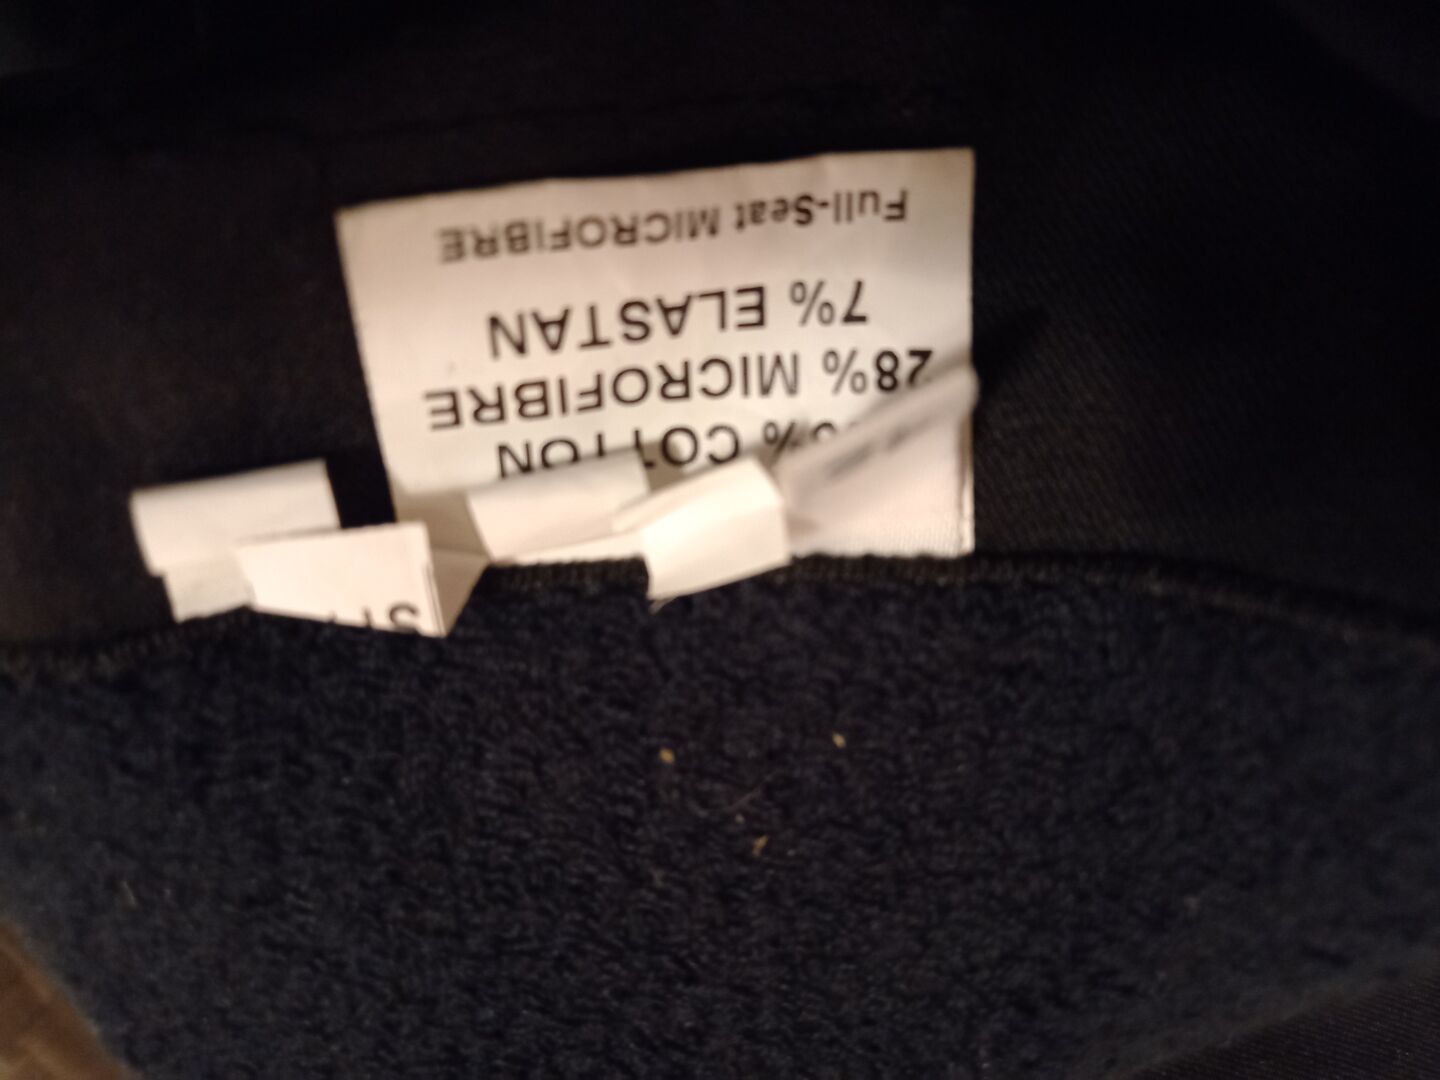 COTTON
28% MICROFIBRE
7% ELASTAN
Full-Seat MICROFIBRE